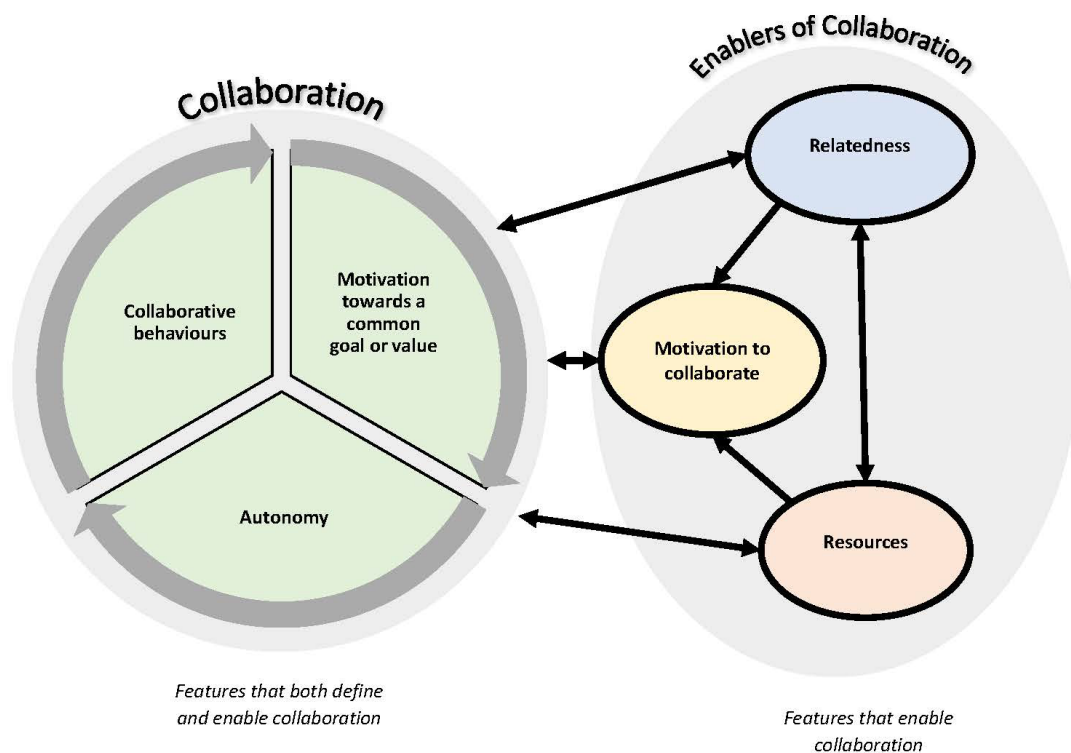 Collaboration
Collaborative
behaviours
Motivation
towards a
common
goal or value
Autonomy
Features that both define
and enable collaboration
Enablers of Collaboration
Relatedness
Motivation to
collaborate
Resources
Features that enable
collaboration